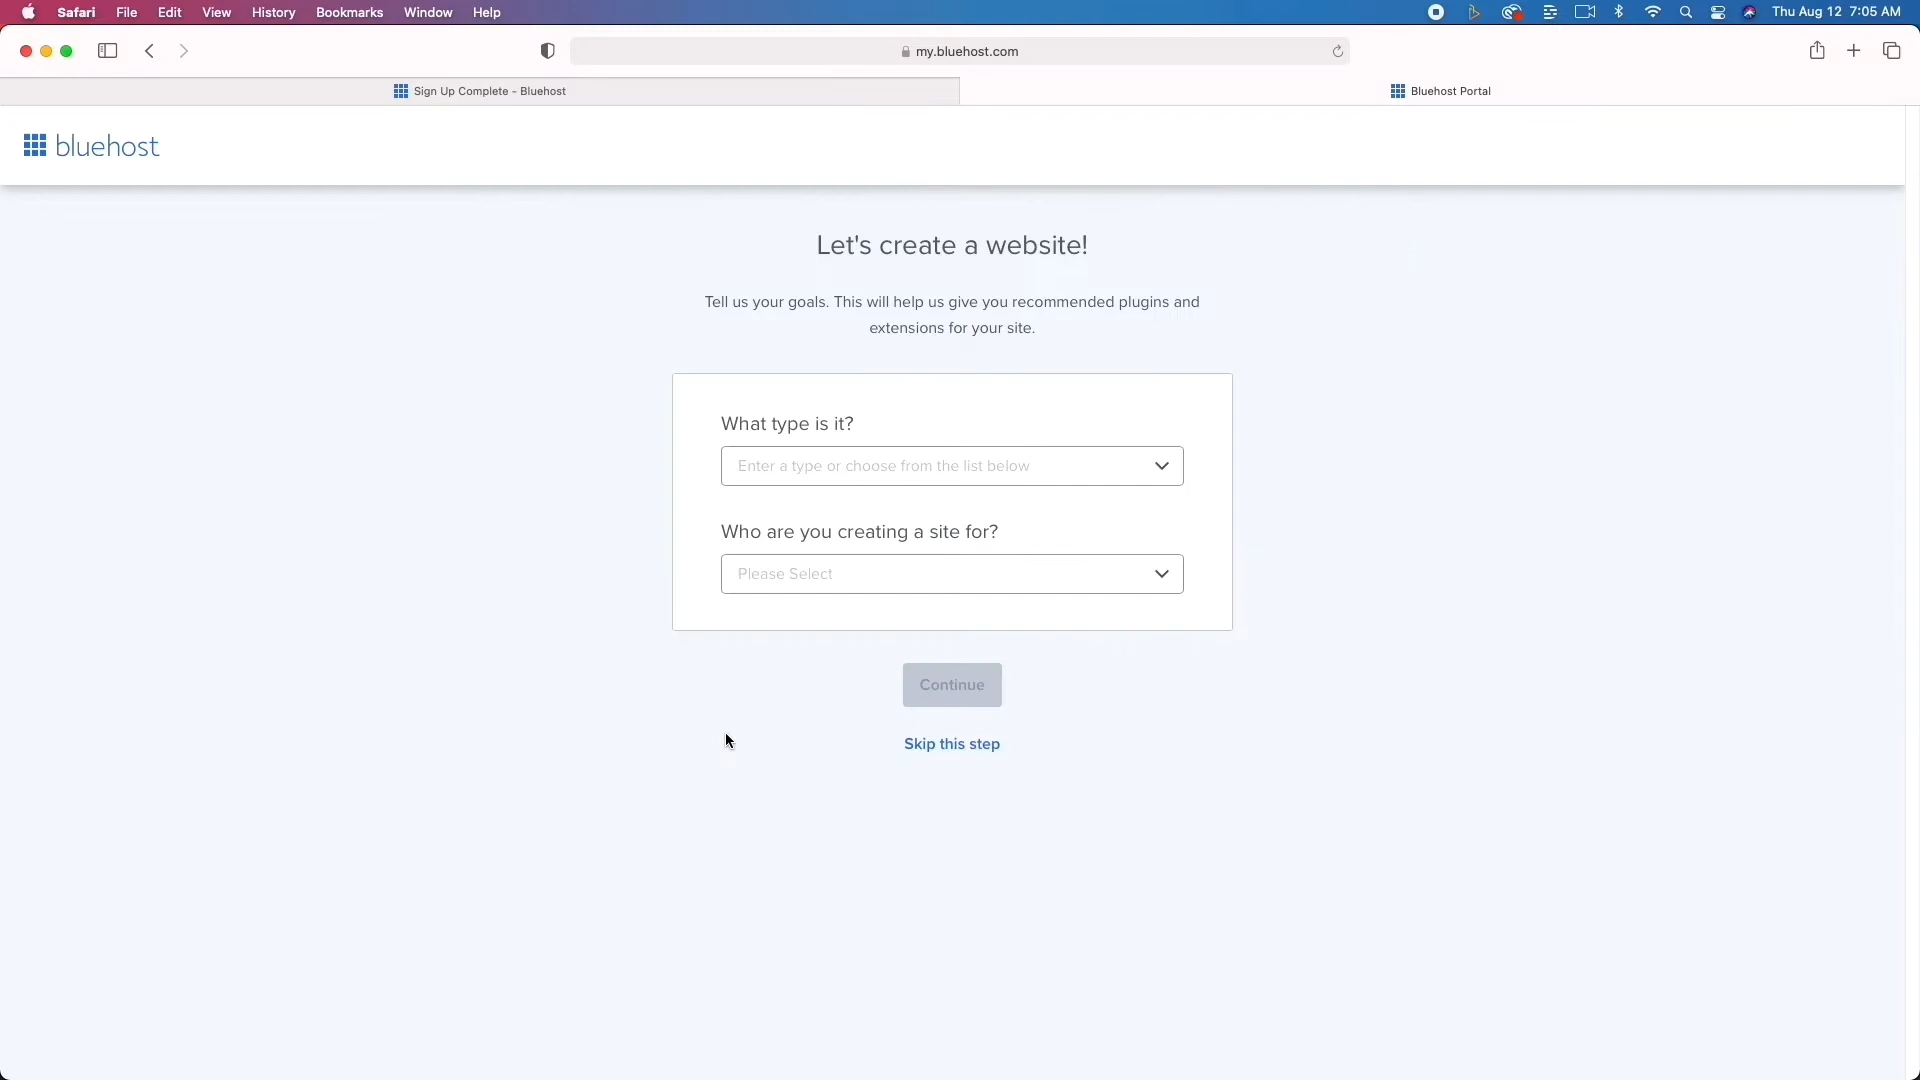 Safari File Edit View History Bookmarks Window Help Thu Aug 12 7:05 AM
my.bluehost.com
Sign Up Complete - Bluehost
Bluehost Portal
bluehost
Let's create a website!
Tell us your goals. This will help us give you recommended plugins and
extensions for your site.
What type is it?
Enter a type or choose from the list below
Who are you creating a site for?
Please Select
Continue
Skip this step